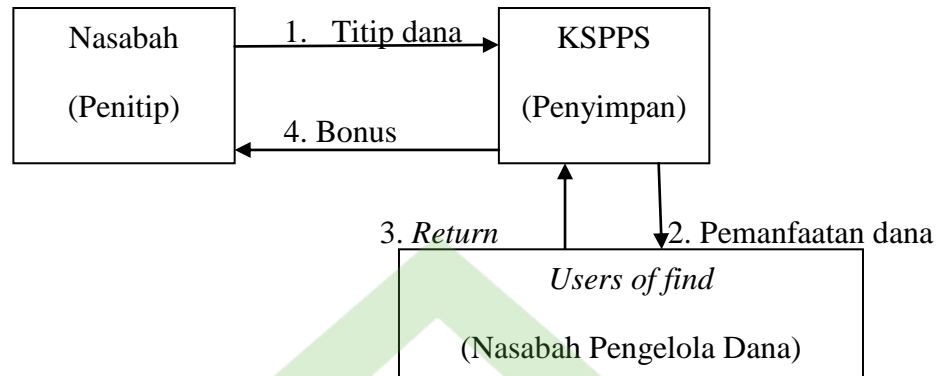 Nasabah
(Penitip)
1. Titip dana
4. Bonus
KSPPS
(Penyimpan)
3. Return
2. Pemanfaatan dana
Users of find
(Nasabah Pengelola Dana)